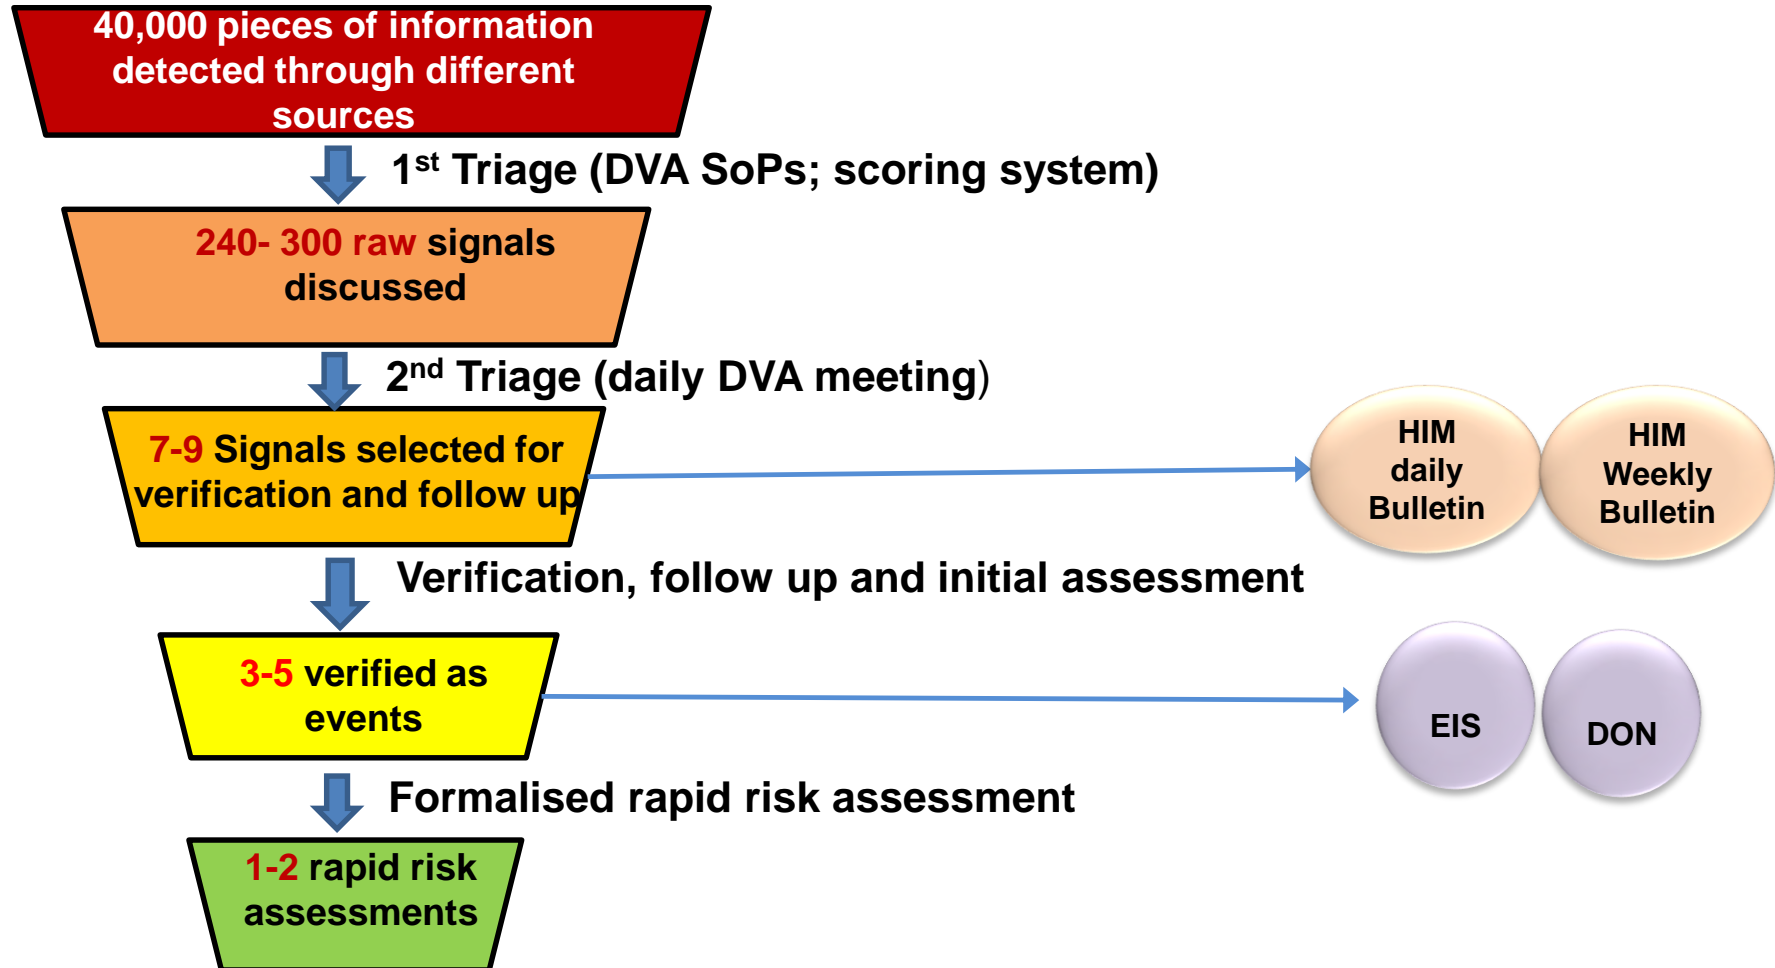 40,000 pieces of information
detected through different
sources
1st Triage (DVA SoPs; scoring system)
240- 300 raw signals
discussed
2nd Triage (daily DVA meeting)
7-9 Signals selected for
verification and follow up
HIM
daily
Bulletin
HIM
Weekly
Bulletin
Verification, follow up and initial assessment
3-5 verified as
events
EIS
DON
Formalised rapid risk assessment
1-2 rapid risk
assessments